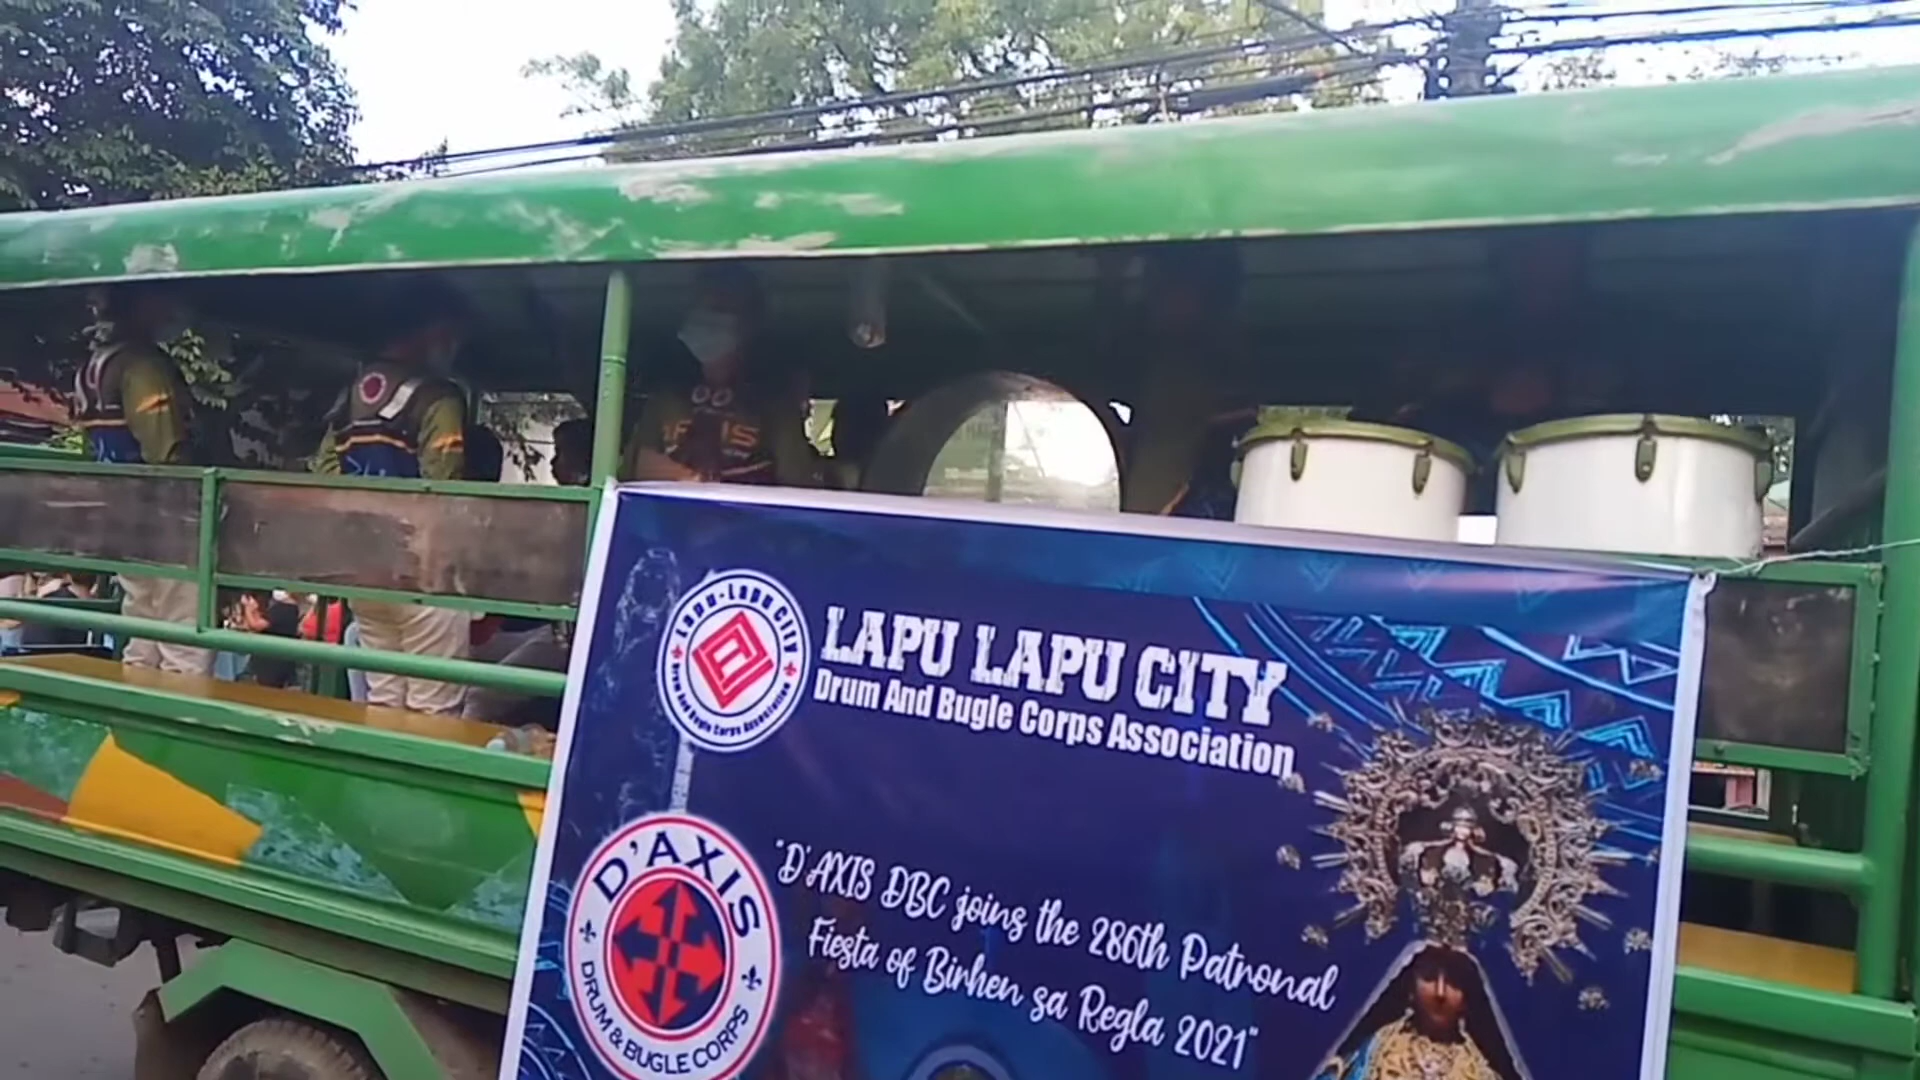 Lapu-Lapu City
Drum And Bugle Corps Association
LAPU LAPU CITY
Drum And Bugle Corps Association
D'AXIS
DRUM & BUGLE CORPS
"D'AXIS DBC joins the 286th Patronal
Fiesta of Birhen sa Regla 2021"